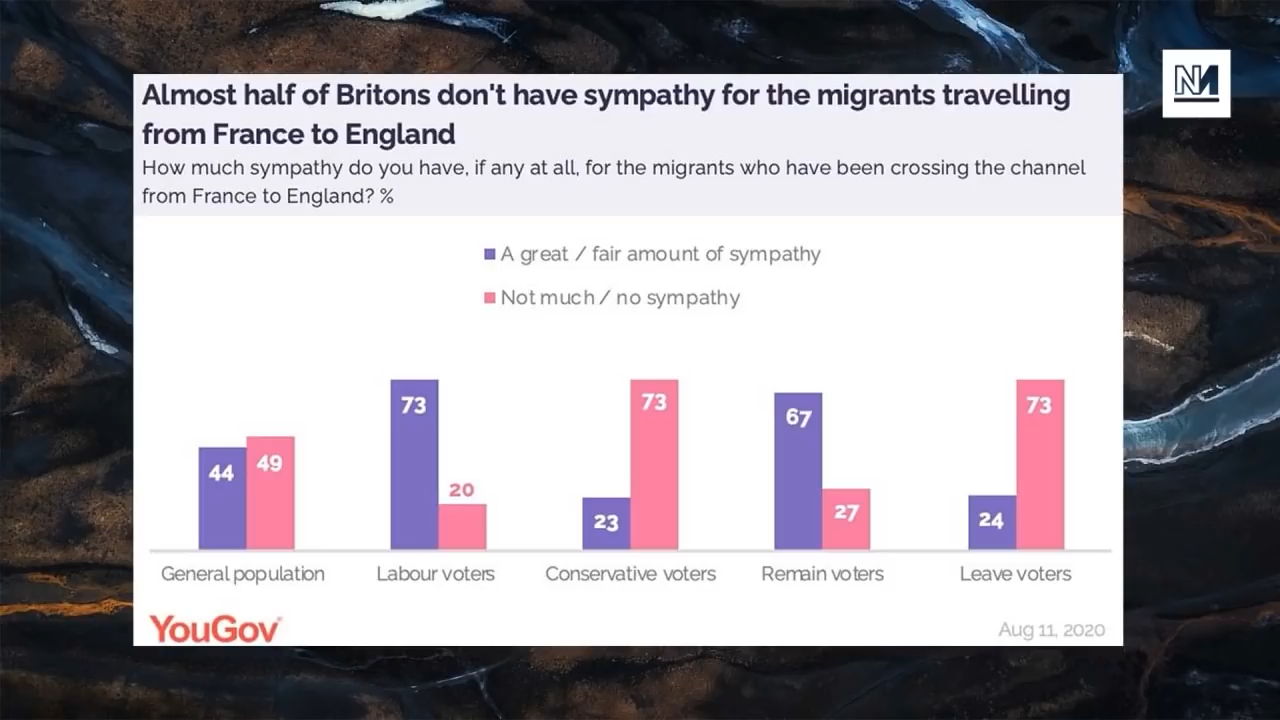 NM
Almost half of Britons don't have sympathy for the migrants travelling
from France to England
How much sympathy do you have, if any at all, for the migrants who have been crossing the channel
from France to England? %
A great / fair amount of sympathy
Not much / no sympathy
44 49 73 20 23 73 67 27 24 73
General population Labour voters Conservative voters Remain voters Leave voters
YouGov
Aug 11, 2020